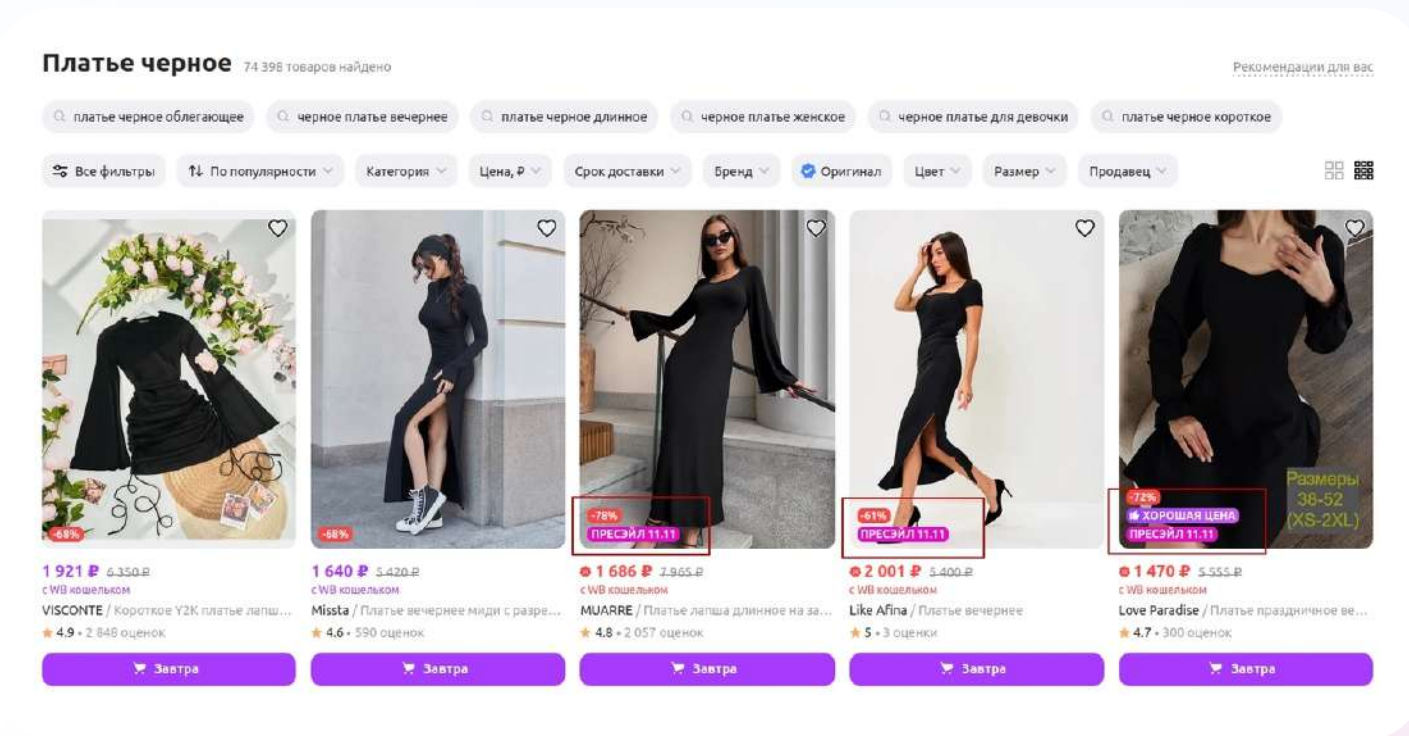 Платье черное 74 398 товаров найдено
Рекомендации для вас
платье черное облегающее
черное платье вечернее
платье черное длинное
черное платье женское
черное платье для девочки
платье черное короткое
Все фильтры
По популярности
Категория
Цена, ₽
Срок доставки
Бренд
Оригинал
Цвет
Размер
Продавец
-68%
1 921 ₽ 6 350 ₽
с WB кошельком
VISCONTE / Короткое Y2K платье лапш...
4.9 • 2 848 оценок
Завтра
-68%
1 640 ₽ 5 420 ₽
с WB кошельком
Missta / Платье вечернее миди с разре...
4.6 • 590 оценок
Завтра
-78%
ПРЕСЭЙЛ 11.11
1 686 ₽ 7 965 ₽
с WB кошельком
MUARRE / Платье лапша длинное на за...
4.8 • 2 057 оценок
Завтра
-61%
ПРЕСЭЙЛ 11.11
2 001 ₽ 5 400 ₽
с WB кошельком
Like Afina / Платье вечернее
5 • 3 оценки
Завтра
Размеры
38-52
(XS-2XL)
-72%
ХОРОШАЯ ЦЕНА
ПРЕСЭЙЛ 11.11
1 470 ₽ 5 555 ₽
с WB кошельком
Love Paradise / Платье праздничное ве...
4.7 • 300 оценок
Завтра